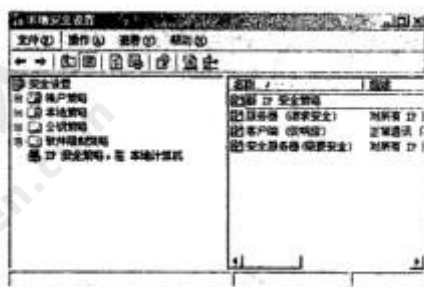 本地安全设置
文件(F) 操作(A) 查看(V) 帮助(H)
安全设置
帐户策略
本地策略
公钥策略
软件限制策略
IP 安全策略，在 本地计算机
名称 描述
IP 安全策略
服务器 (请求安全) 对所有 IP
客户端 (仅响应) 正常通讯 (
安全服务器(需要安全) 对所有 IP